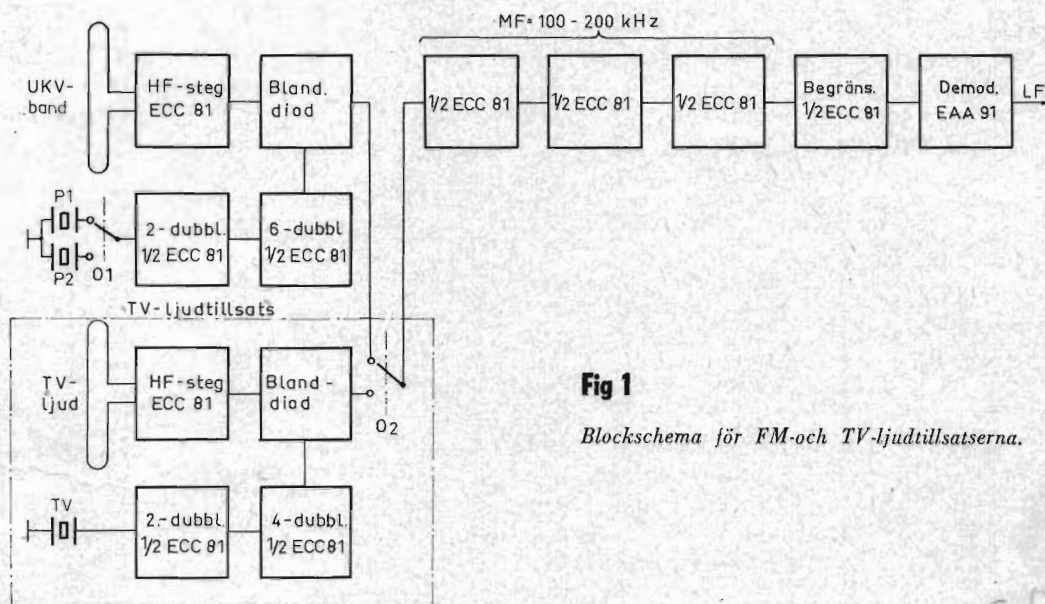 MF= 100 - 200 kHz
UKV-
band
HF-steg
ECC 81
Bland.
diod
1/2 ECC 81
1/2 ECC 81
1/2 ECC 81
Begräns.
1/2 ECC 81
Demod.
EAA 91
LF
P1
P2
O1
2-dubbl.
1/2 ECC 81
6-dubbl.
1/2 ECC 81
TV-ljudtillsats
TV-
ljud
HF-steg
ECC 81
Bland-
diod
O2
TV
2.-dubbl.
1/2 ECC 81
4-dubbl.
1/2 ECC 81
Fig 1
Blockschema för FM-och TV-ljudtillsatserna.